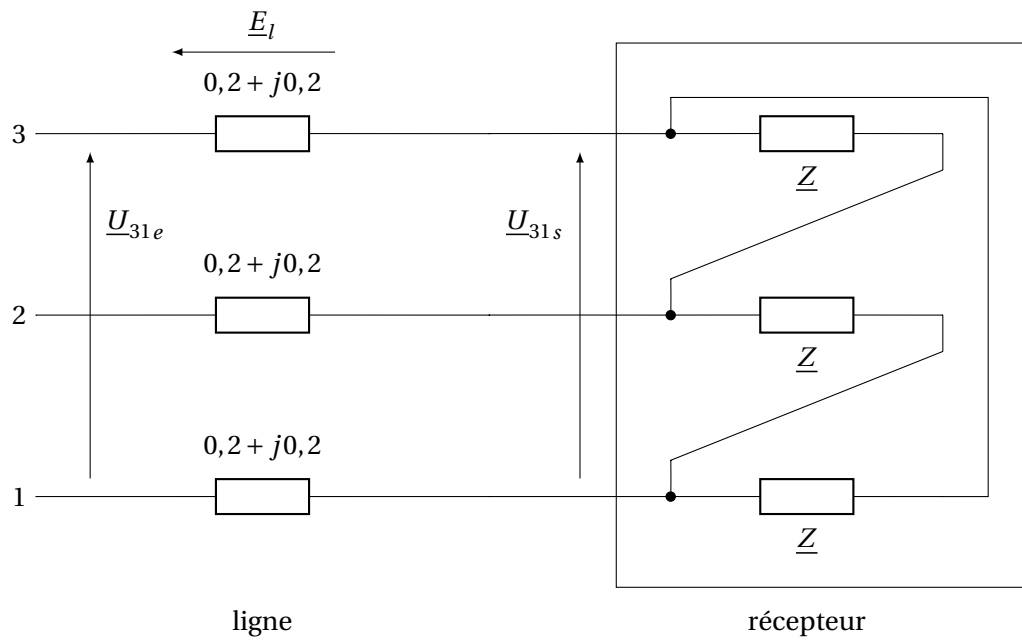 E_l
0,2 + j0,2
3
Z
U_31e
U_31s
0,2 + j0,2
2
Z
0,2 + j0,2
1
Z
ligne récepteur